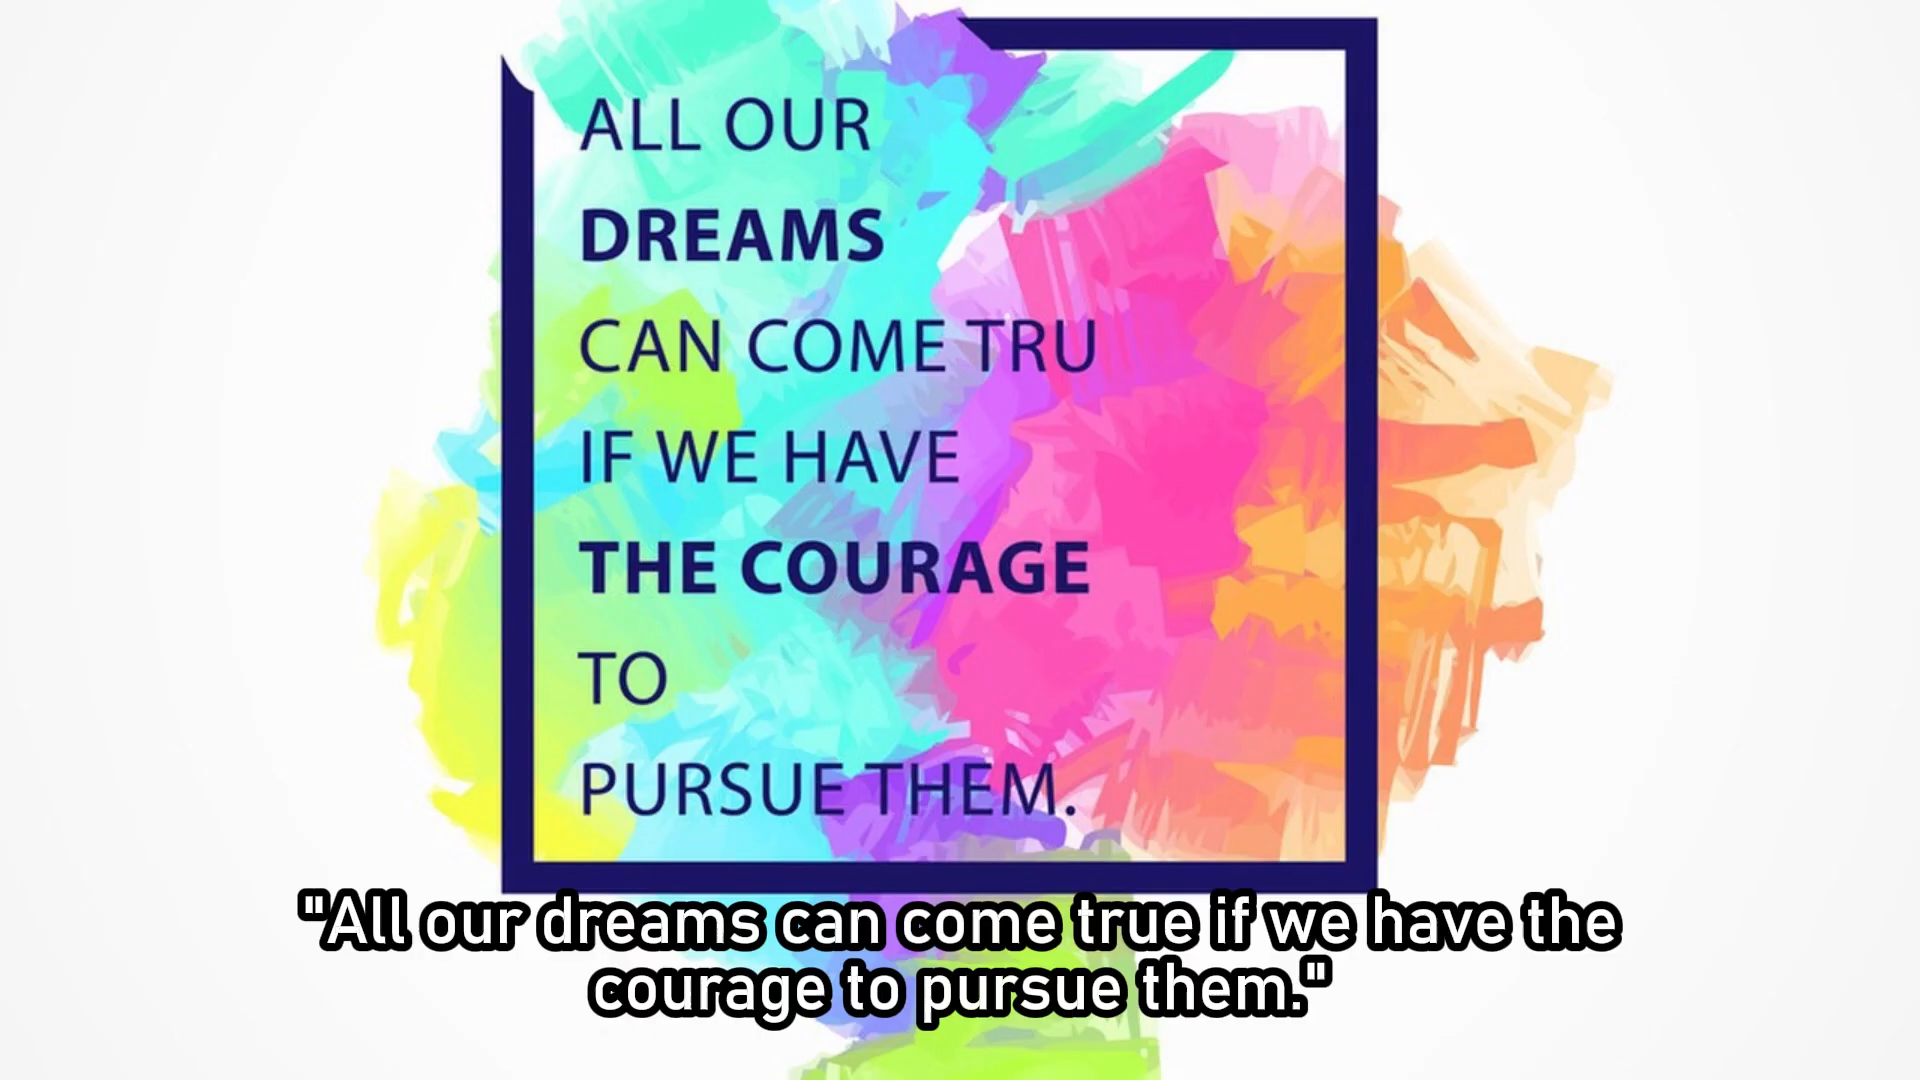 ALL OUR
DREAMS
CAN COME TRU
IF WE HAVE
THE COURAGE
TO
PURSUE THEM.
"All our dreams can come true if we have the
courage to pursue them."